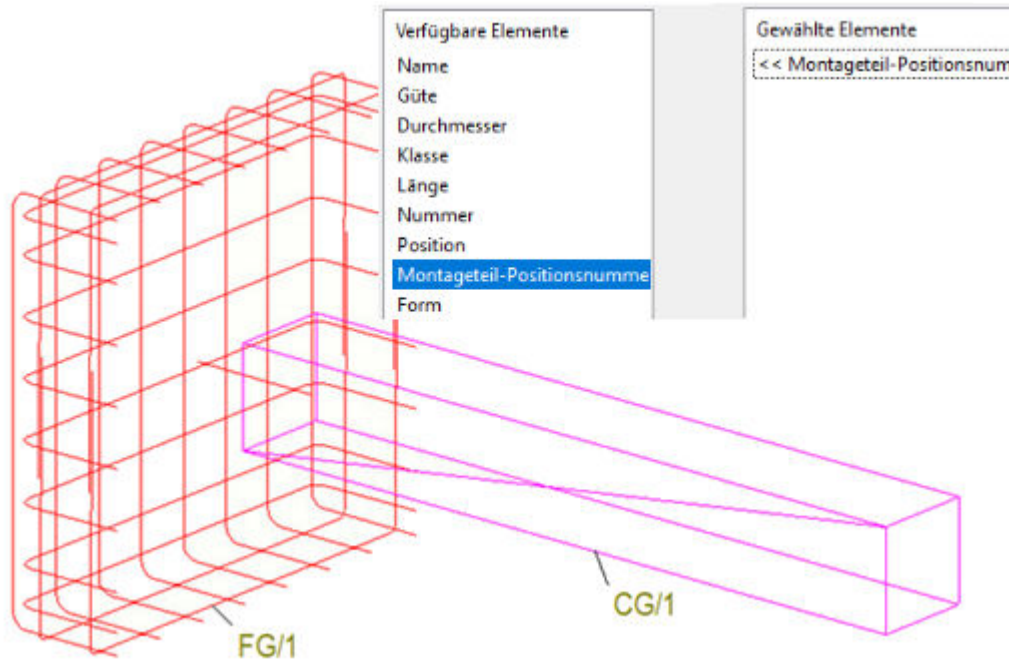 Verfügbare Elemente
Name
Güte
Durchmesser
Klasse
Länge
Nummer
Position
Montageteil-Positionsnumme
Form
Gewählte Elemente
<< Montageteil-Positionsnum
CG/1
FG/1